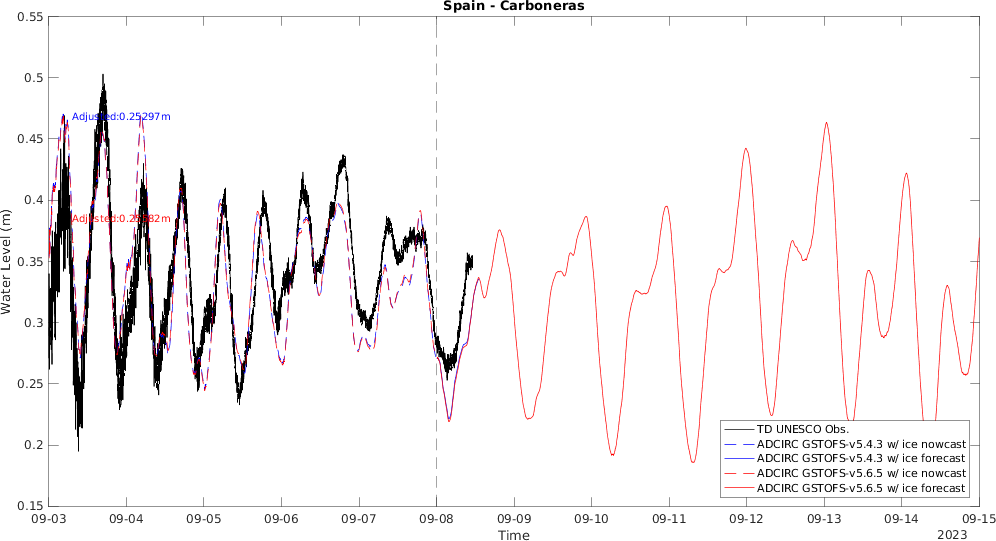 Spain - Carboneras
0.55
0.5
0.45
0.4
0.35
0.3
0.25
0.2
0.15
Water Level (m)
Adjusted:0.25297m
09-03
09-04
09-05
09-06
09-07
09-08
09-09
09-10
09-11
09-12
09-13
09-14
09-15
Time
2023
TD UNESCO Obs.
ADCIRC GSTOFS-v5.4.3 w/ ice nowcast
ADCIRC GSTOFS-v5.4.3 w/ ice forecast
ADCIRC GSTOFS-v5.6.5 w/ ice nowcast
ADCIRC GSTOFS-v5.6.5 w/ ice forecast